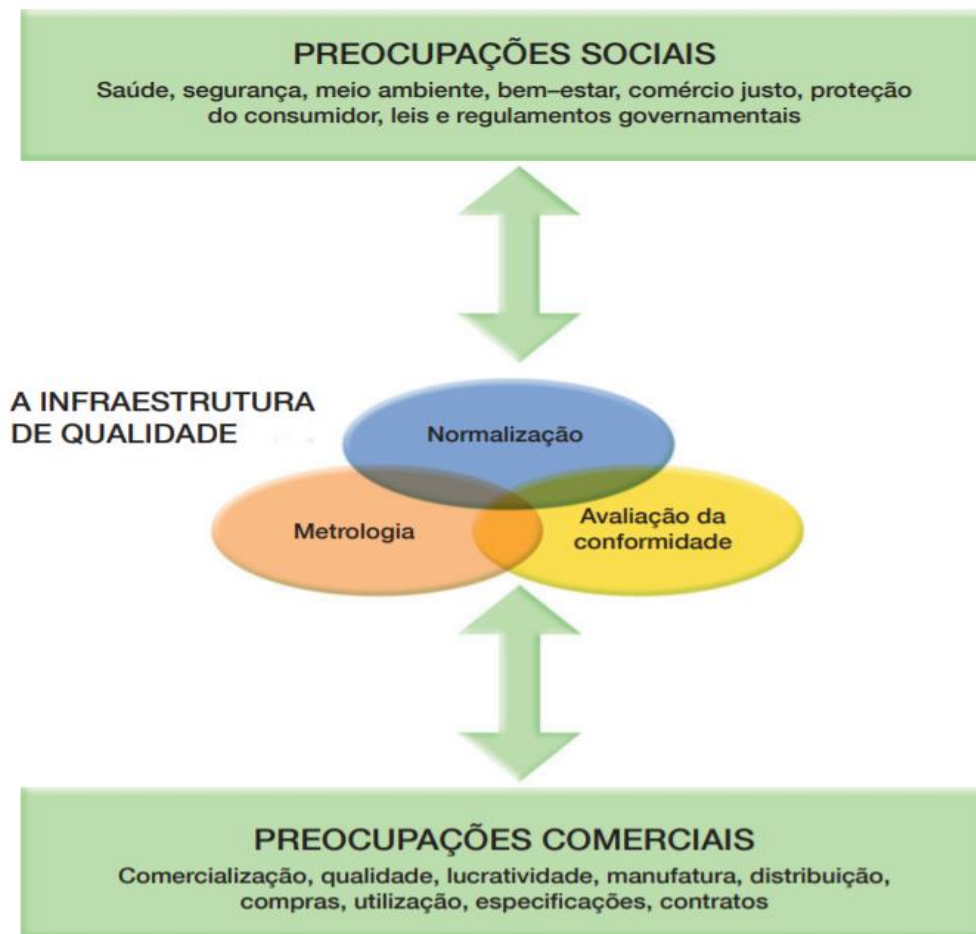 PREOCUPAÇÕES SOCIAIS
Saúde, segurança, meio ambiente, bem–estar, comércio justo, proteção
do consumidor, leis e regulamentos governamentais
A INFRAESTRUTURA
DE QUALIDADE
Normalização
Metrologia
Avaliação da
conformidade
PREOCUPAÇÕES COMERCIAIS
Comercialização, qualidade, lucratividade, manufatura, distribuição,
compras, utilização, especificações, contratos